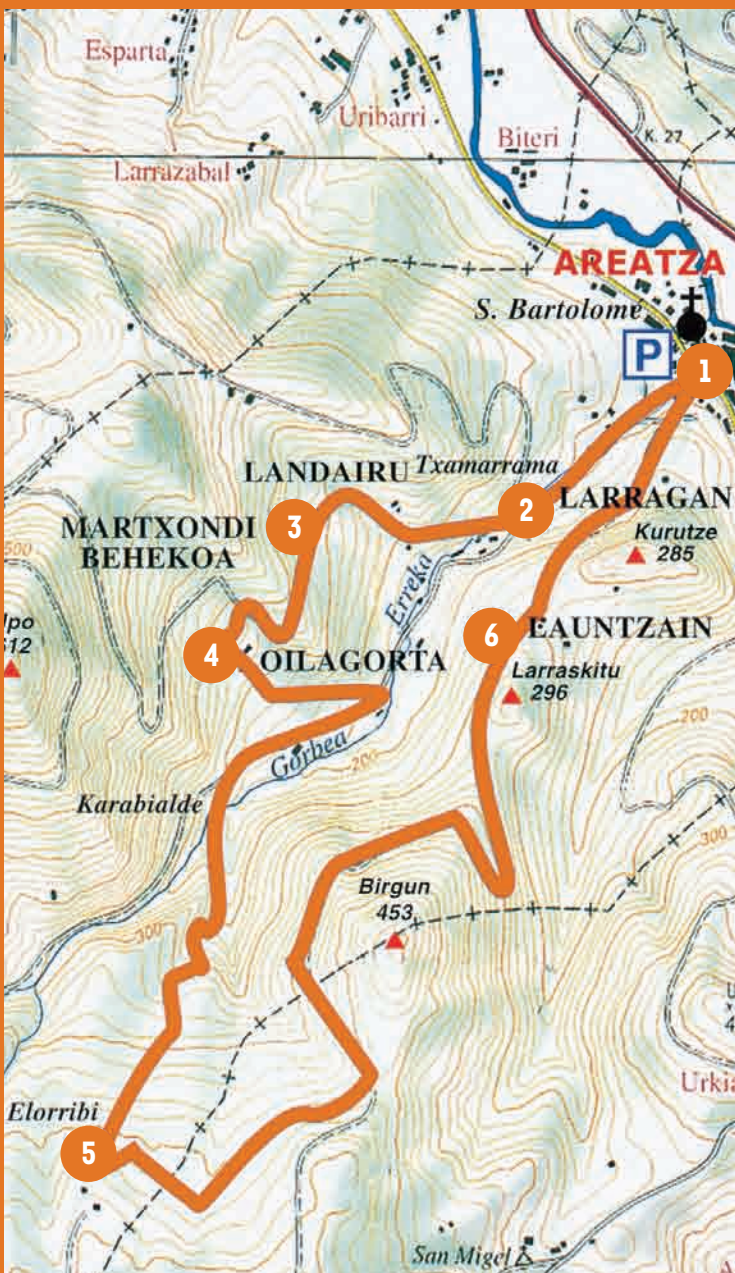 Esparta
Uribarri
Biteri
K. 27
Larrazabal
AREATZA
S. Bartolome
P
1
LANDAIRU
Txamarrama
2
LARRAGAN
3
MARTXONDI
BEHEKOA
Kurutze
285
500
Erreka
6
EAUNTZAIN
4
OILAGORTA
Larraskitu
296
200
Gorbea
200
Karabialde
300
Birgun
453
300
Urkia
Elorribi
5
San Migel